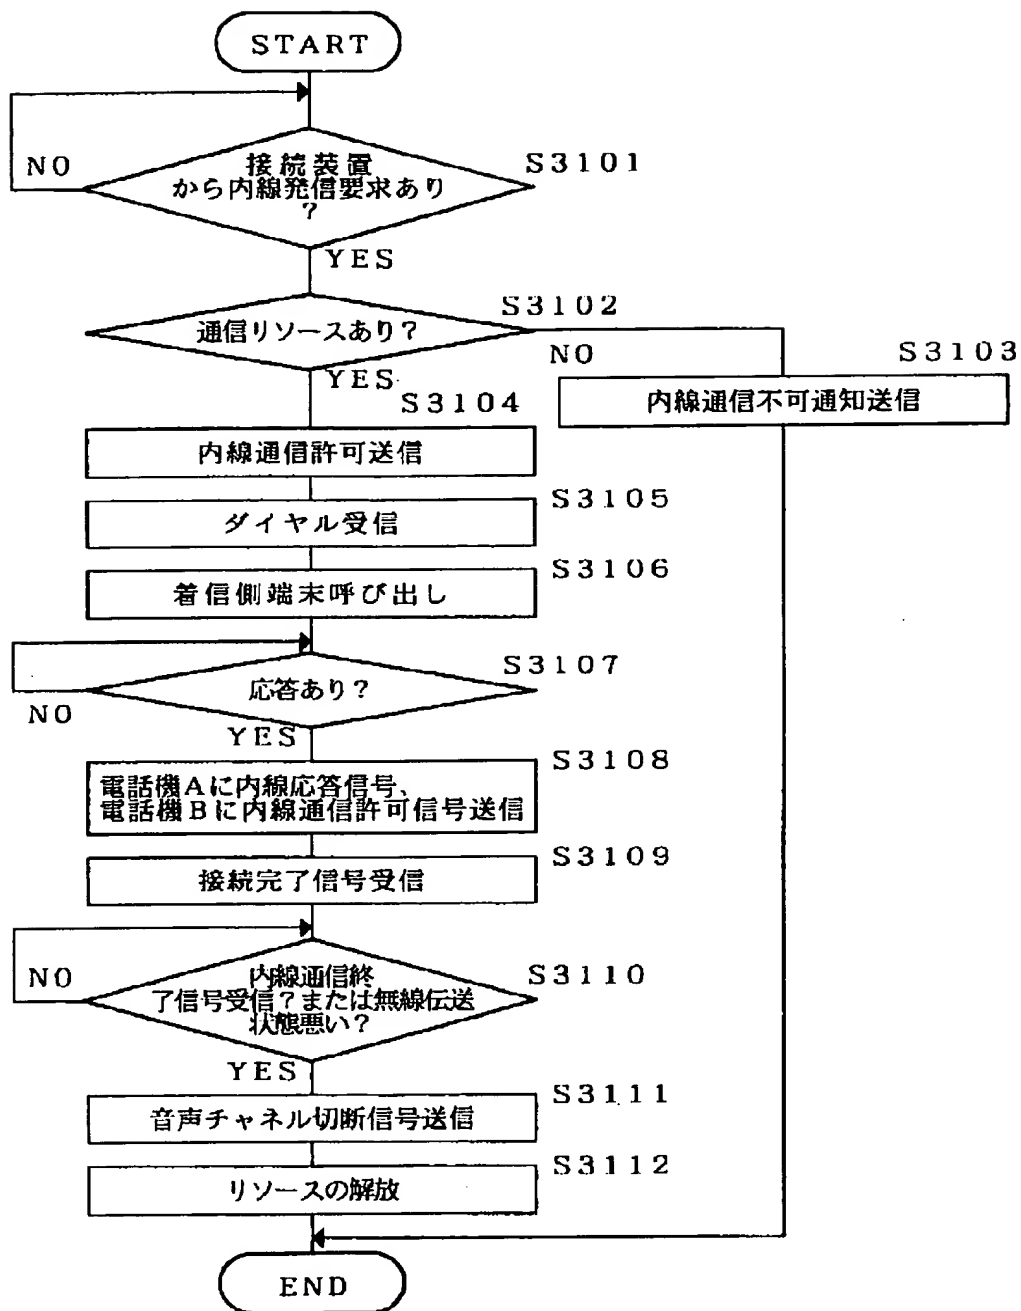 START
NO
接続装置
から内線発信要求あり
?
S3101
YES
S3102
通信リソースあり?
NO
S3103
YES
内線通信不可通知送信
S3104
内線通信許可送信
S3105
ダイヤル受信
S3106
着信側端末呼び出し
S3107
応答あり?
NO
YES
S3108
電話機Aに内線応答信号、
電話機Bに内線通信許可信号送信
S3109
接続完了信号受信
NO
内線通信終
了信号受信?または無線伝送
状態悪い?
S3110
YES
S3111
音声チャネル切断信号送信
S3112
リソースの解放
END